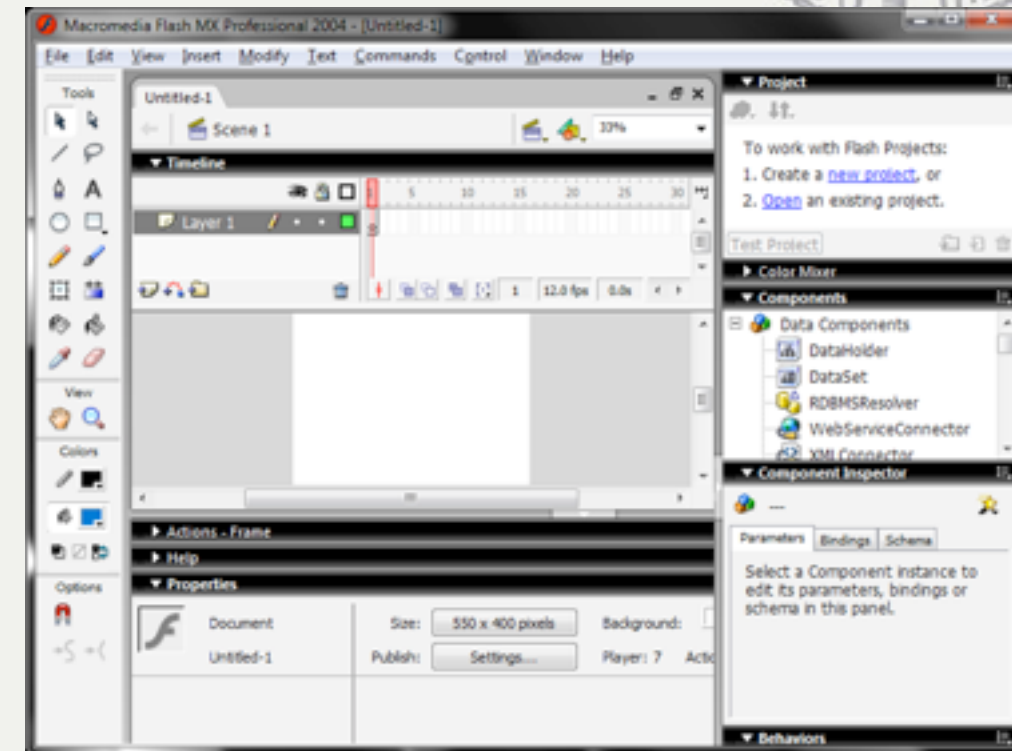 Macromedia Flash MX Professional 2004 - [Untitled-1]
File Edit View Insert Modify Text Commands Control Window Help
Tools
View
Colors
Options
Untitled-1
Scene 1
33%
Timeline
1 5 10 15 20 25 30
Layer 1
1 12.0 fps 0.0s
Actions - Frame
Help
Properties
Document
Size: 550 x 400 pixels
Background:
Untitled-1
Publish: Settings...
Player: 7
Project
To work with Flash Projects:
1. Create a new project, or
2. Open an existing project.
Test Project
Color Mixer
Components
Data Components
DataHolder
DataSet
RDBMSResolver
WebServiceConnector
XMLConnector
Component Inspector
---
Parameters Bindings Schema
Select a Component instance to
edit its parameters, bindings or
schema in this panel.
Behaviors